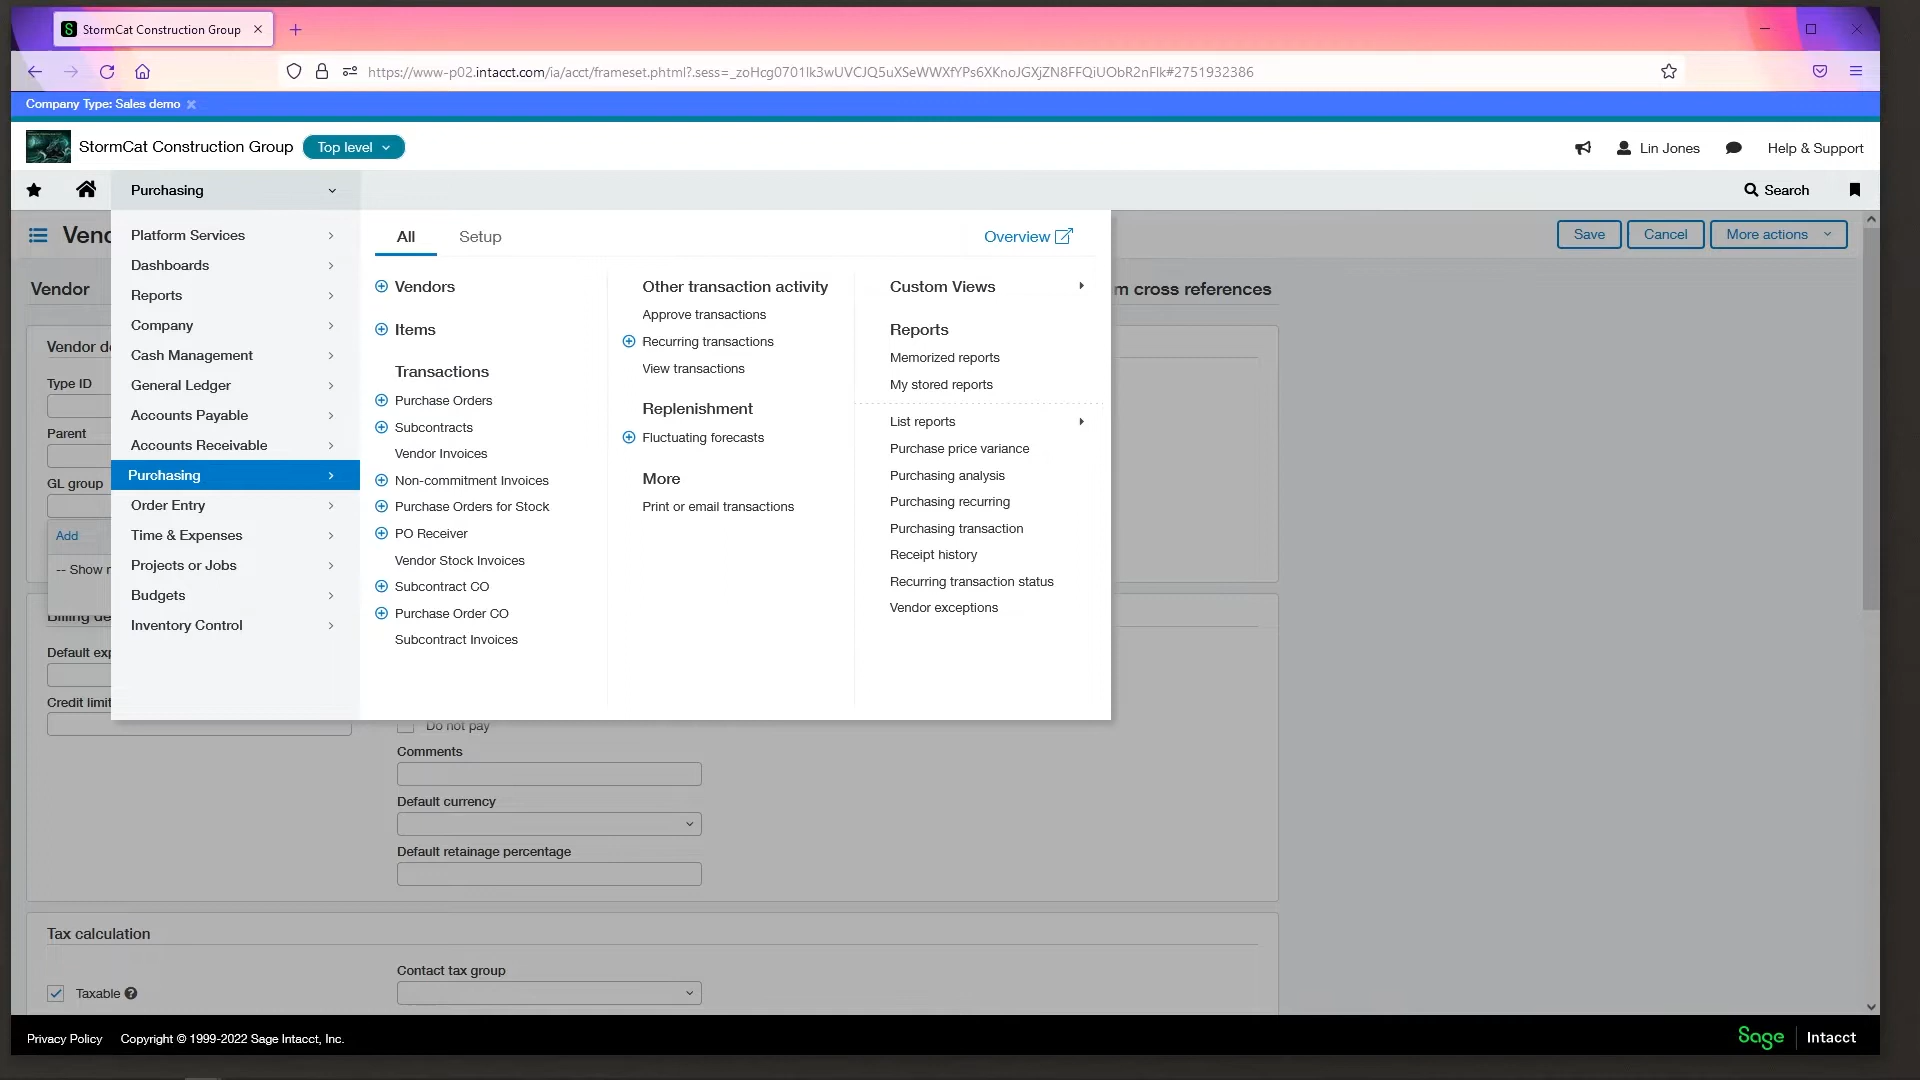 StormCat Construction Group
https://www-p02.intacct.com/ia/acct/frameset.phtml?.sess=_zoHcg0701Ik3wUVCJQ5uXSeWWXfYPs6XKnoJGXjZN8FFQiUObR2nFlk#2751932386
Company Type: Sales demo
StormCat Construction Group
Top level
Lin Jones
Help & Support
Purchasing
Search
Save
Cancel
More actions
Vendor
m cross references
Type ID
Parent
GL group
Add
-- Show
Credit limit
Platform Services
Dashboards
Reports
Company
Cash Management
General Ledger
Accounts Payable
Accounts Receivable
Purchasing
Order Entry
Time & Expenses
Projects or Jobs
Budgets
Inventory Control
All
Setup
Overview
Vendors
Items
Transactions
Purchase Orders
Subcontracts
Vendor Invoices
Non-commitment Invoices
Purchase Orders for Stock
PO Receiver
Vendor Stock Invoices
Subcontract CO
Purchase Order CO
Subcontract Invoices
Other transaction activity
Approve transactions
Recurring transactions
View transactions
Replenishment
Fluctuating forecasts
More
Print or email transactions
Custom Views
Reports
Memorized reports
My stored reports
List reports
Purchase price variance
Purchasing analysis
Purchasing recurring
Purchasing transaction
Receipt history
Recurring transaction status
Vendor exceptions
Do not pay
Comments
Default currency
Default retainage percentage
Tax calculation
Taxable
Contact tax group
Privacy Policy
Copyright © 1999-2022 Sage Intacct, Inc.
Sage
Intacct